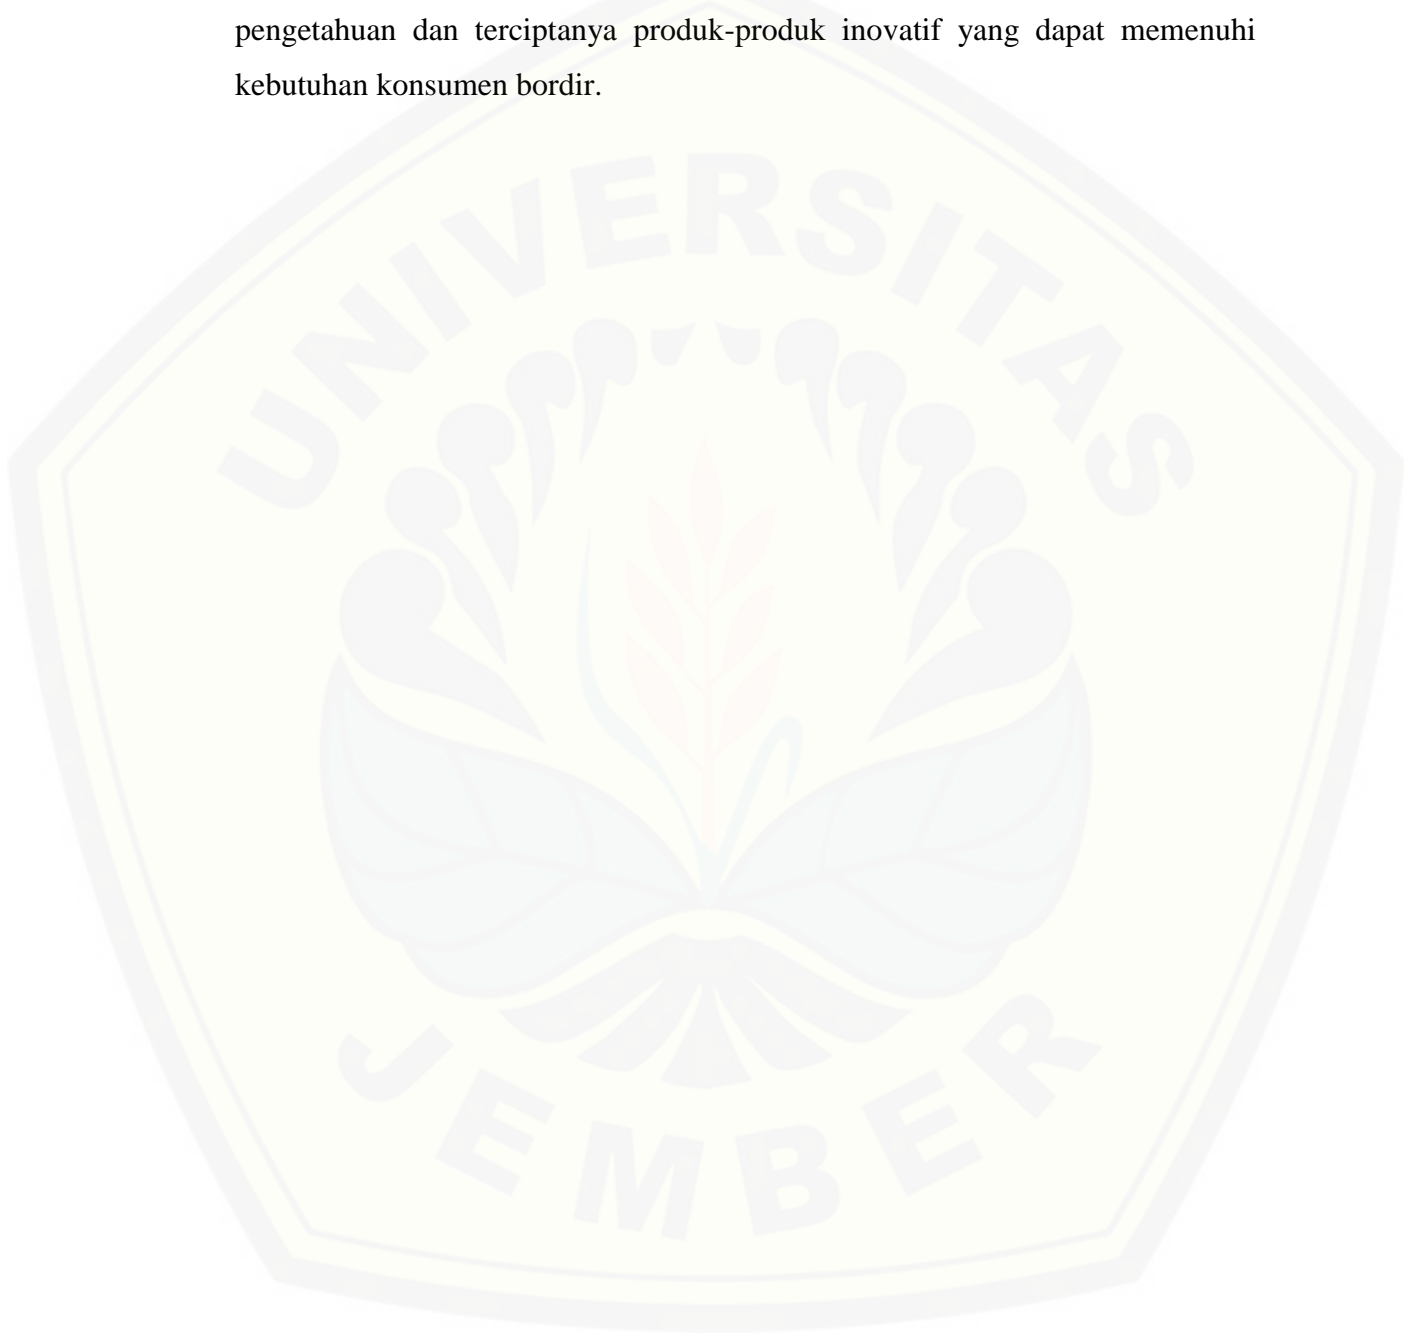 pengetahuan dan terciptanya produk-produk inovatif yang dapat memenuhi
kebutuhan konsumen bordir.
UNIVERSITAS
JEMBER